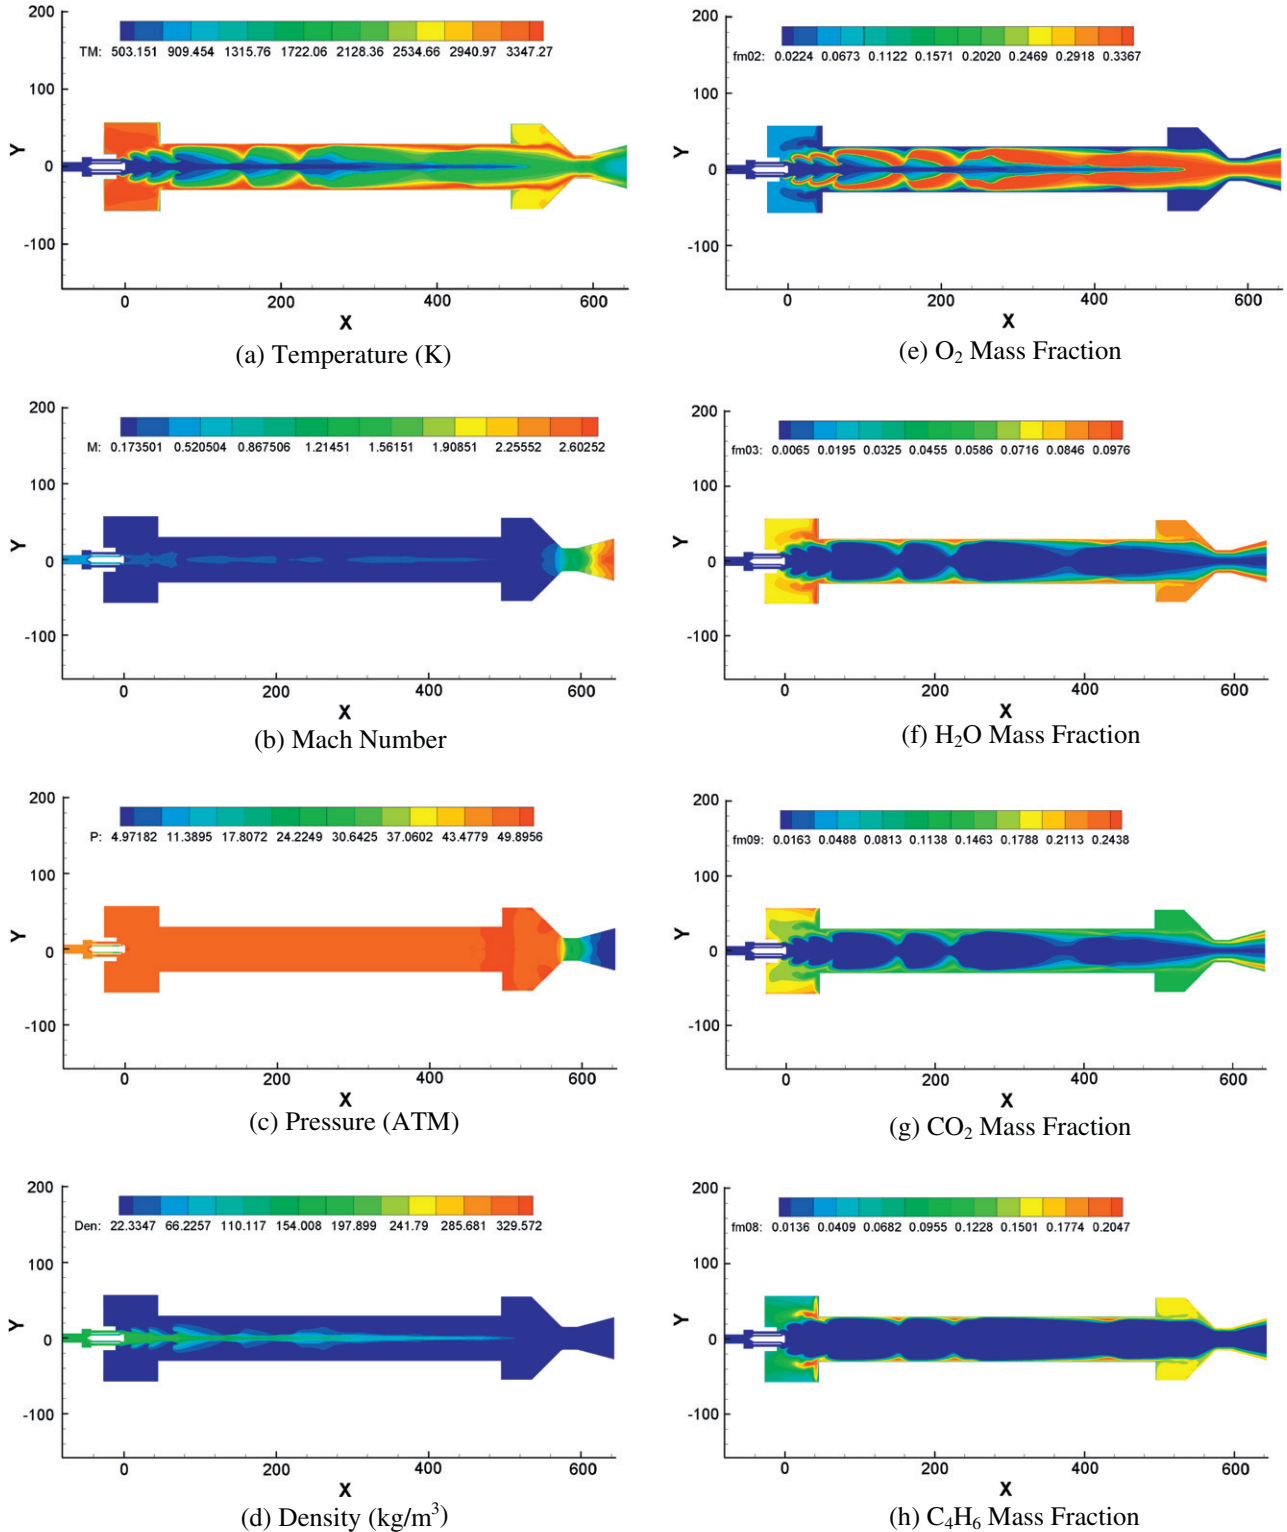 200
TM: 503.151 909.454 1315.76 1722.06 2128.36 2534.66 2940.97 3347.27
100
Y
0
-100
0 200 400 600
X
(a) Temperature (K)
200
M: 0.173501 0.520504 0.867506 1.21451 1.56151 1.90851 2.25552 2.60252
100
Y
0
-100
0 200 400 600
X
(b) Mach Number
200
P: 4.97182 11.3895 17.8072 24.2249 30.6425 37.0602 43.4779 49.8956
100
Y
0
-100
0 200 400 600
X
(c) Pressure (ATM)
200
Den: 22.3347 66.2257 110.117 154.008 197.899 241.79 285.681 329.572
100
Y
0
-100
0 200 400 600
X
(d) Density (kg/m³)
200
fm02: 0.0224 0.0673 0.1122 0.1571 0.2020 0.2469 0.2918 0.3367
100
Y
0
-100
0 200 400 600
X
(e) O₂ Mass Fraction
200
fm03: 0.0065 0.0195 0.0325 0.0455 0.0586 0.0716 0.0846 0.0976
100
Y
0
-100
0 200 400 600
X
(f) H₂O Mass Fraction
200
fm09: 0.0163 0.0488 0.0813 0.1138 0.1463 0.1788 0.2113 0.2438
100
Y
0
-100
0 200 400 600
X
(g) CO₂ Mass Fraction
200
fm08: 0.0136 0.0409 0.0682 0.0955 0.1228 0.1501 0.1774 0.2047
100
Y
0
-100
0 200 400 600
X
(h) C₄H₆ Mass Fraction